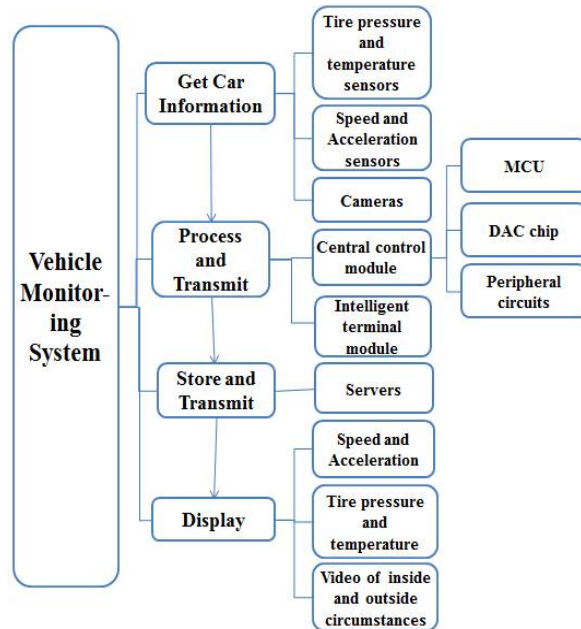 Vehicle
Monitor-
ing
System
Get Car
Information
Tire pressure
and
temperature
sensors
Speed and
Acceleration
sensors
Cameras
Process
and
Transmit
Central control
module
MCU
DAC chip
Peripheral
circuits
Intelligent
terminal
module
Store and
Transmit
Servers
Display
Speed and
Acceleration
Tire pressure
and
temperature
Video of inside
and outside
circumstances